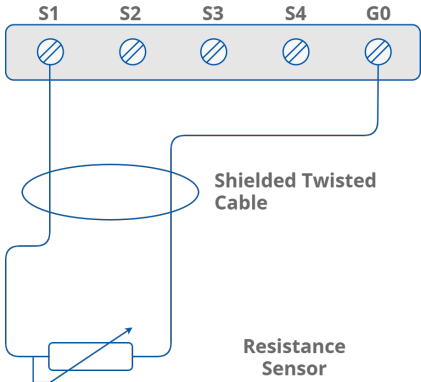 S1 S2 S3 S4 G0
Shielded Twisted
Cable
Resistance
Sensor